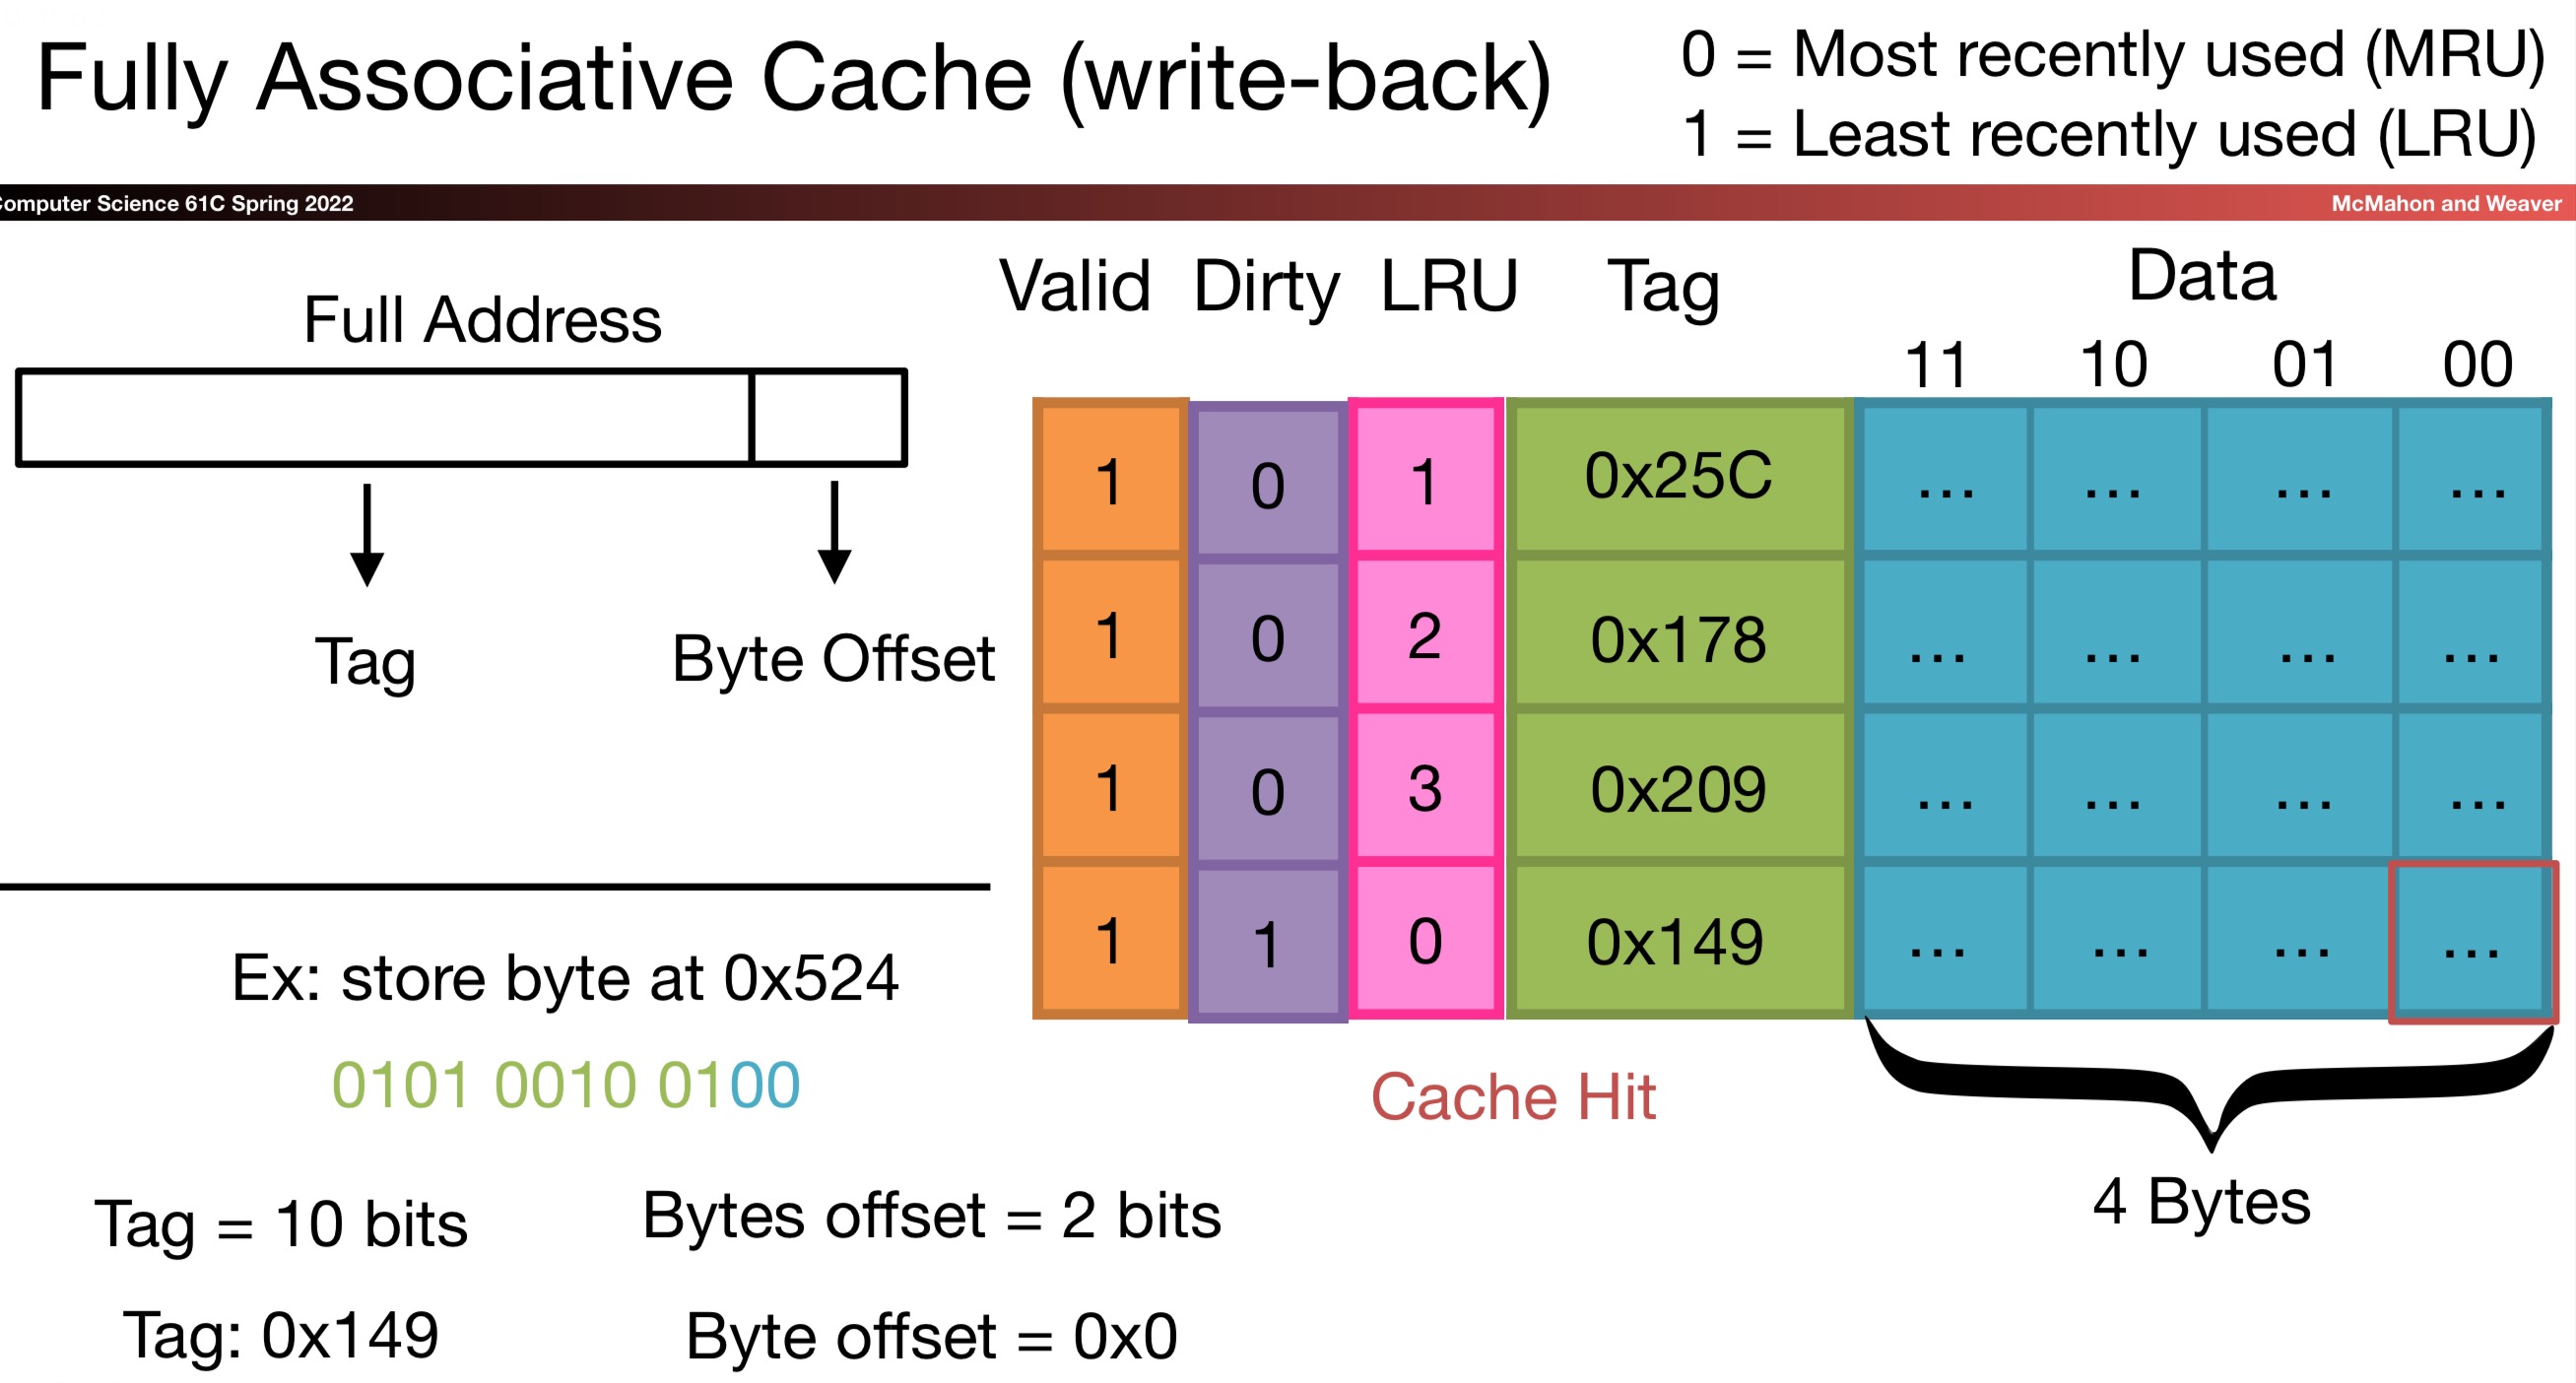 Fully Associative Cache (write-back)
0 = Most recently used (MRU)
1 = Least recently used (LRU)
Computer Science 61C Spring 2022
McMahon and Weaver
Full Address
Tag
Byte Offset
Valid Dirty LRU Tag Data
11 10 01 00
1 0 1 0x25C ... ... ... ...
1 0 2 0x178 ... ... ... ...
1 0 3 0x209 ... ... ... ...
1 1 0 0x149 ... ... ... ...
Cache Hit
4 Bytes
Ex: store byte at 0x524
0101 0010 0100
Tag = 10 bits
Bytes offset = 2 bits
Tag: 0x149
Byte offset = 0x0